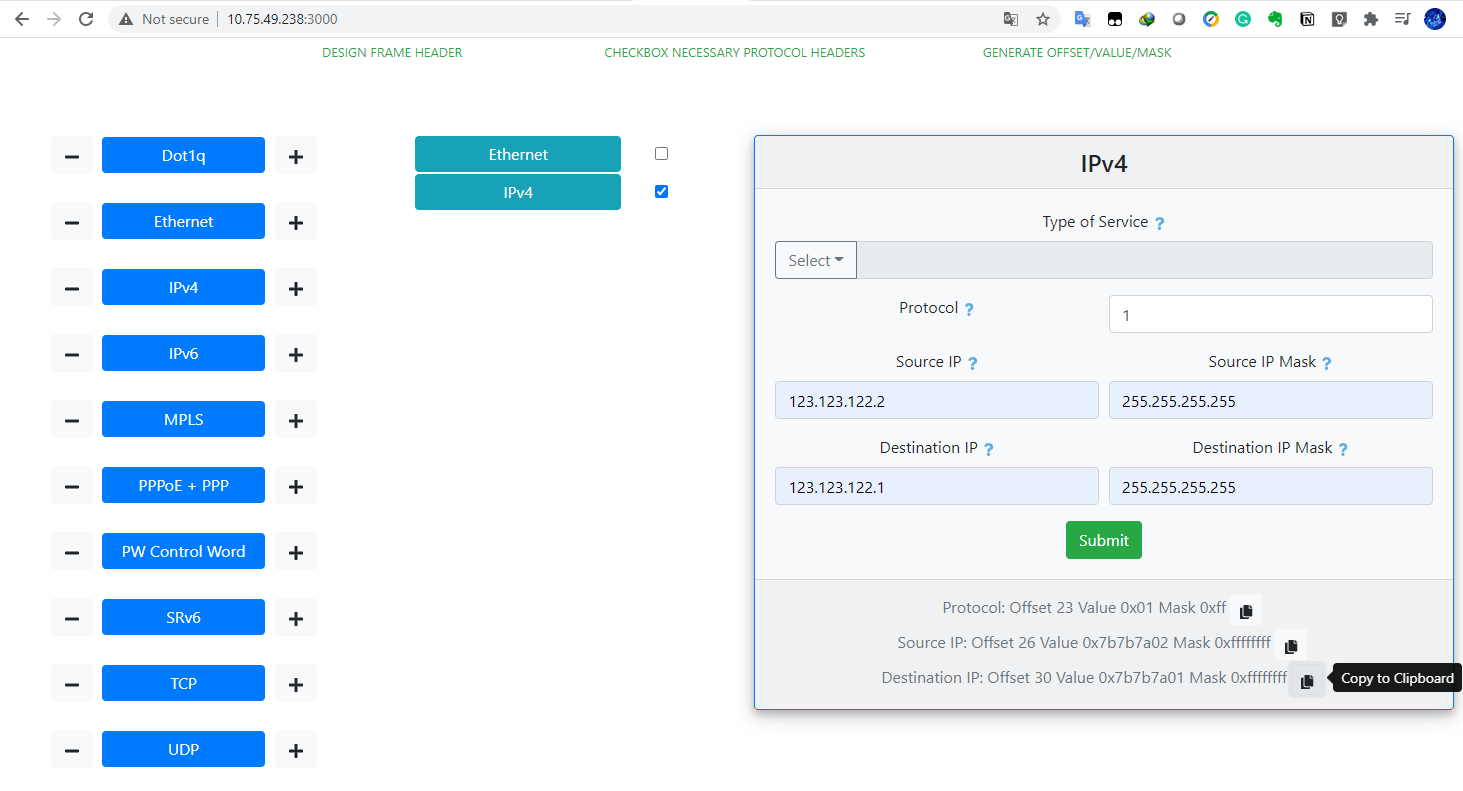 Not secure 10.75.49.238:3000
DESIGN FRAME HEADER CHECKBOX NECESSARY PROTOCOL HEADERS GENERATE OFFSET/VALUE/MASK
Dot1q
Ethernet
IPv4
IPv6
MPLS
PPPoE + PPP
PW Control Word
SRv6
TCP
UDP
Ethernet
IPv4
IPv4
Type of Service ?
Select
Protocol ? 1
Source IP ? Source IP Mask ?
123.123.122.2 255.255.255.255
Destination IP ? Destination IP Mask ?
123.123.122.1 255.255.255.255
Submit
Protocol: Offset 23 Value 0x01 Mask 0xff
Source IP: Offset 26 Value 0x7b7b7a02 Mask 0xffffffff
Destination IP: Offset 30 Value 0x7b7b7a01 Mask 0xffffffff
Copy to Clipboard